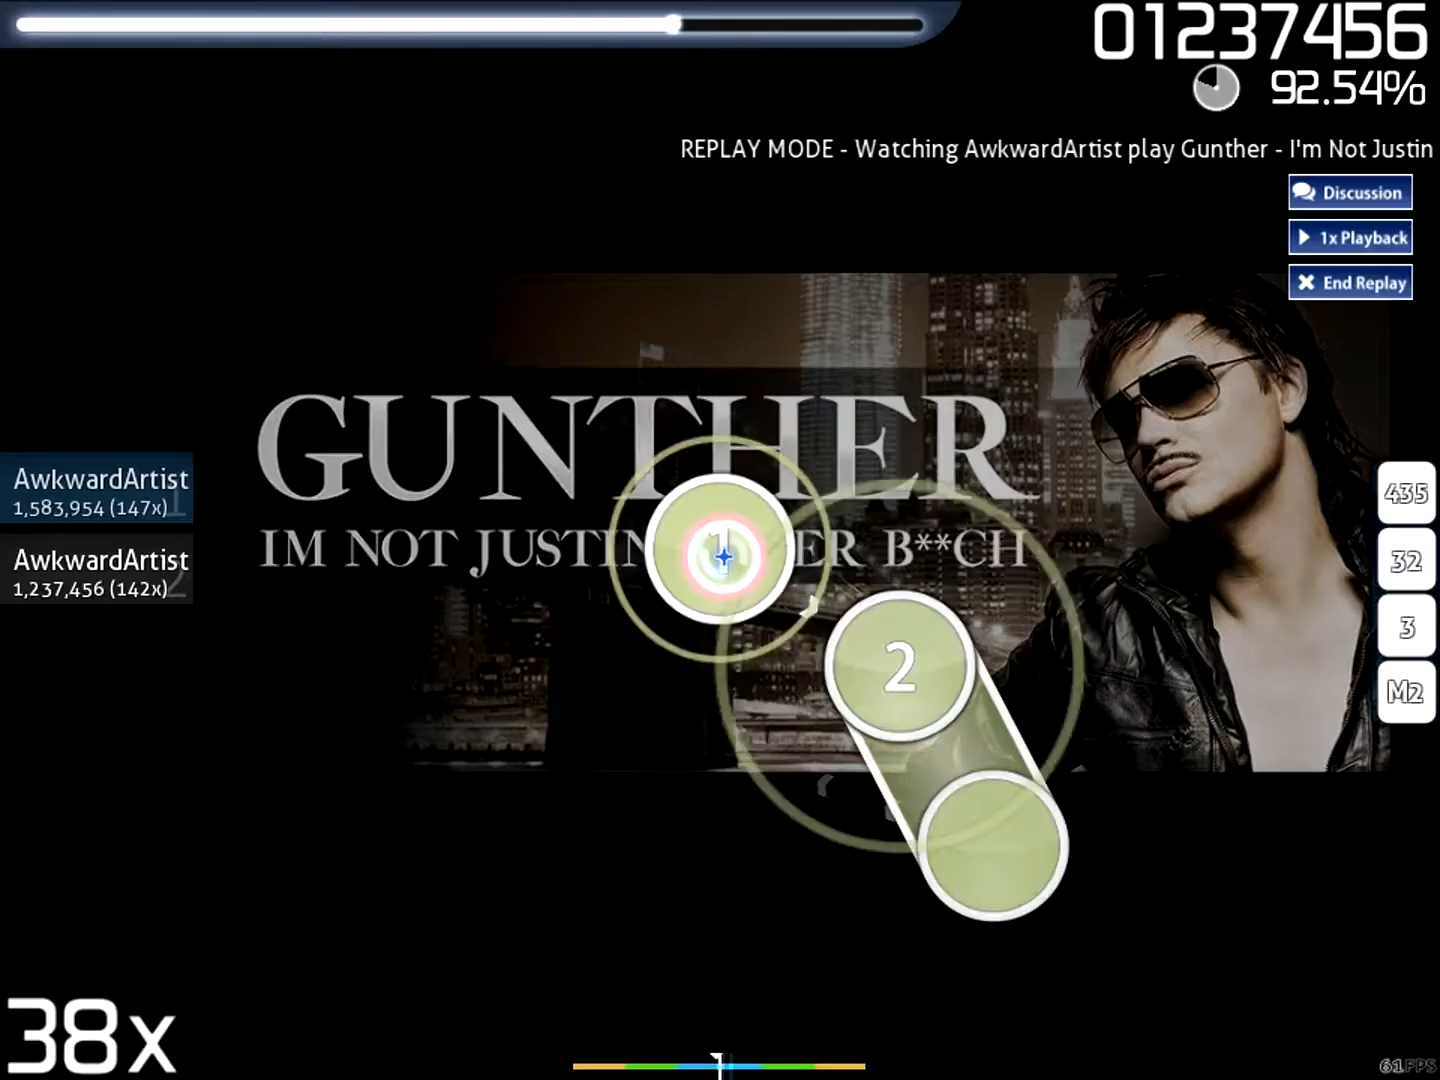 01237456
92.54%
REPLAY MODE - Watching AwkwardArtist play Gunther - I'm Not Justin
Discussion
1x Playback
End Replay
GUNTHER
IM NOT JUSTIN
ER B**CH
AwkwardArtist
1,583,954 (147x)
1
AwkwardArtist
1,237,456 (142x)
2
435
32
3
M2
1
2
38x
61FPS